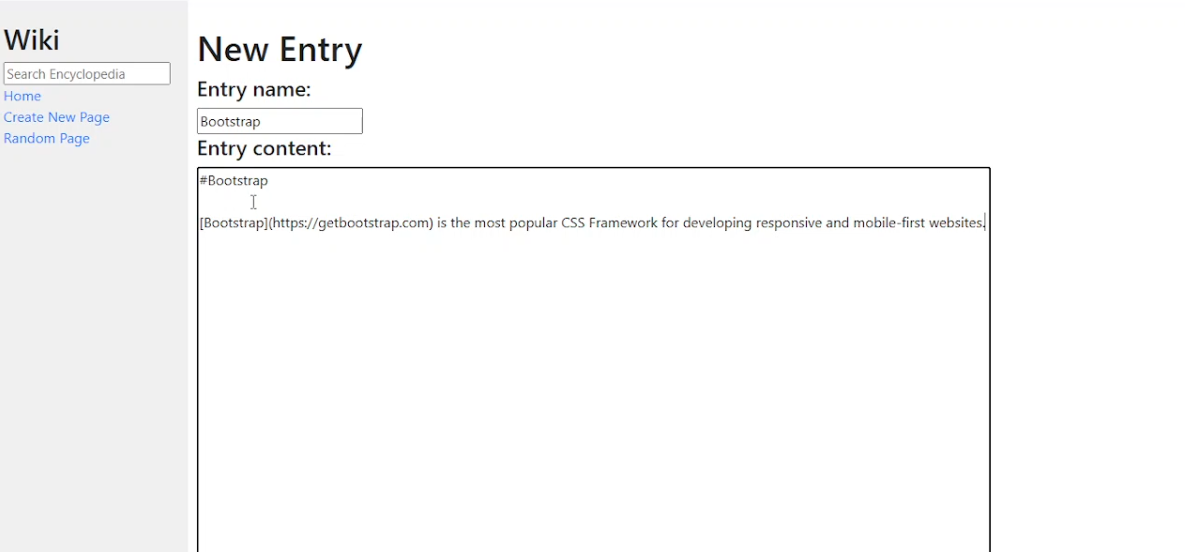 Wiki
Search Encyclopedia
Home
Create New Page
Random Page
New Entry
Entry name:
Bootstrap
Entry content:
#Bootstrap
[Bootstrap](https://getbootstrap.com) is the most popular CSS Framework for developing responsive and mobile-first websites.